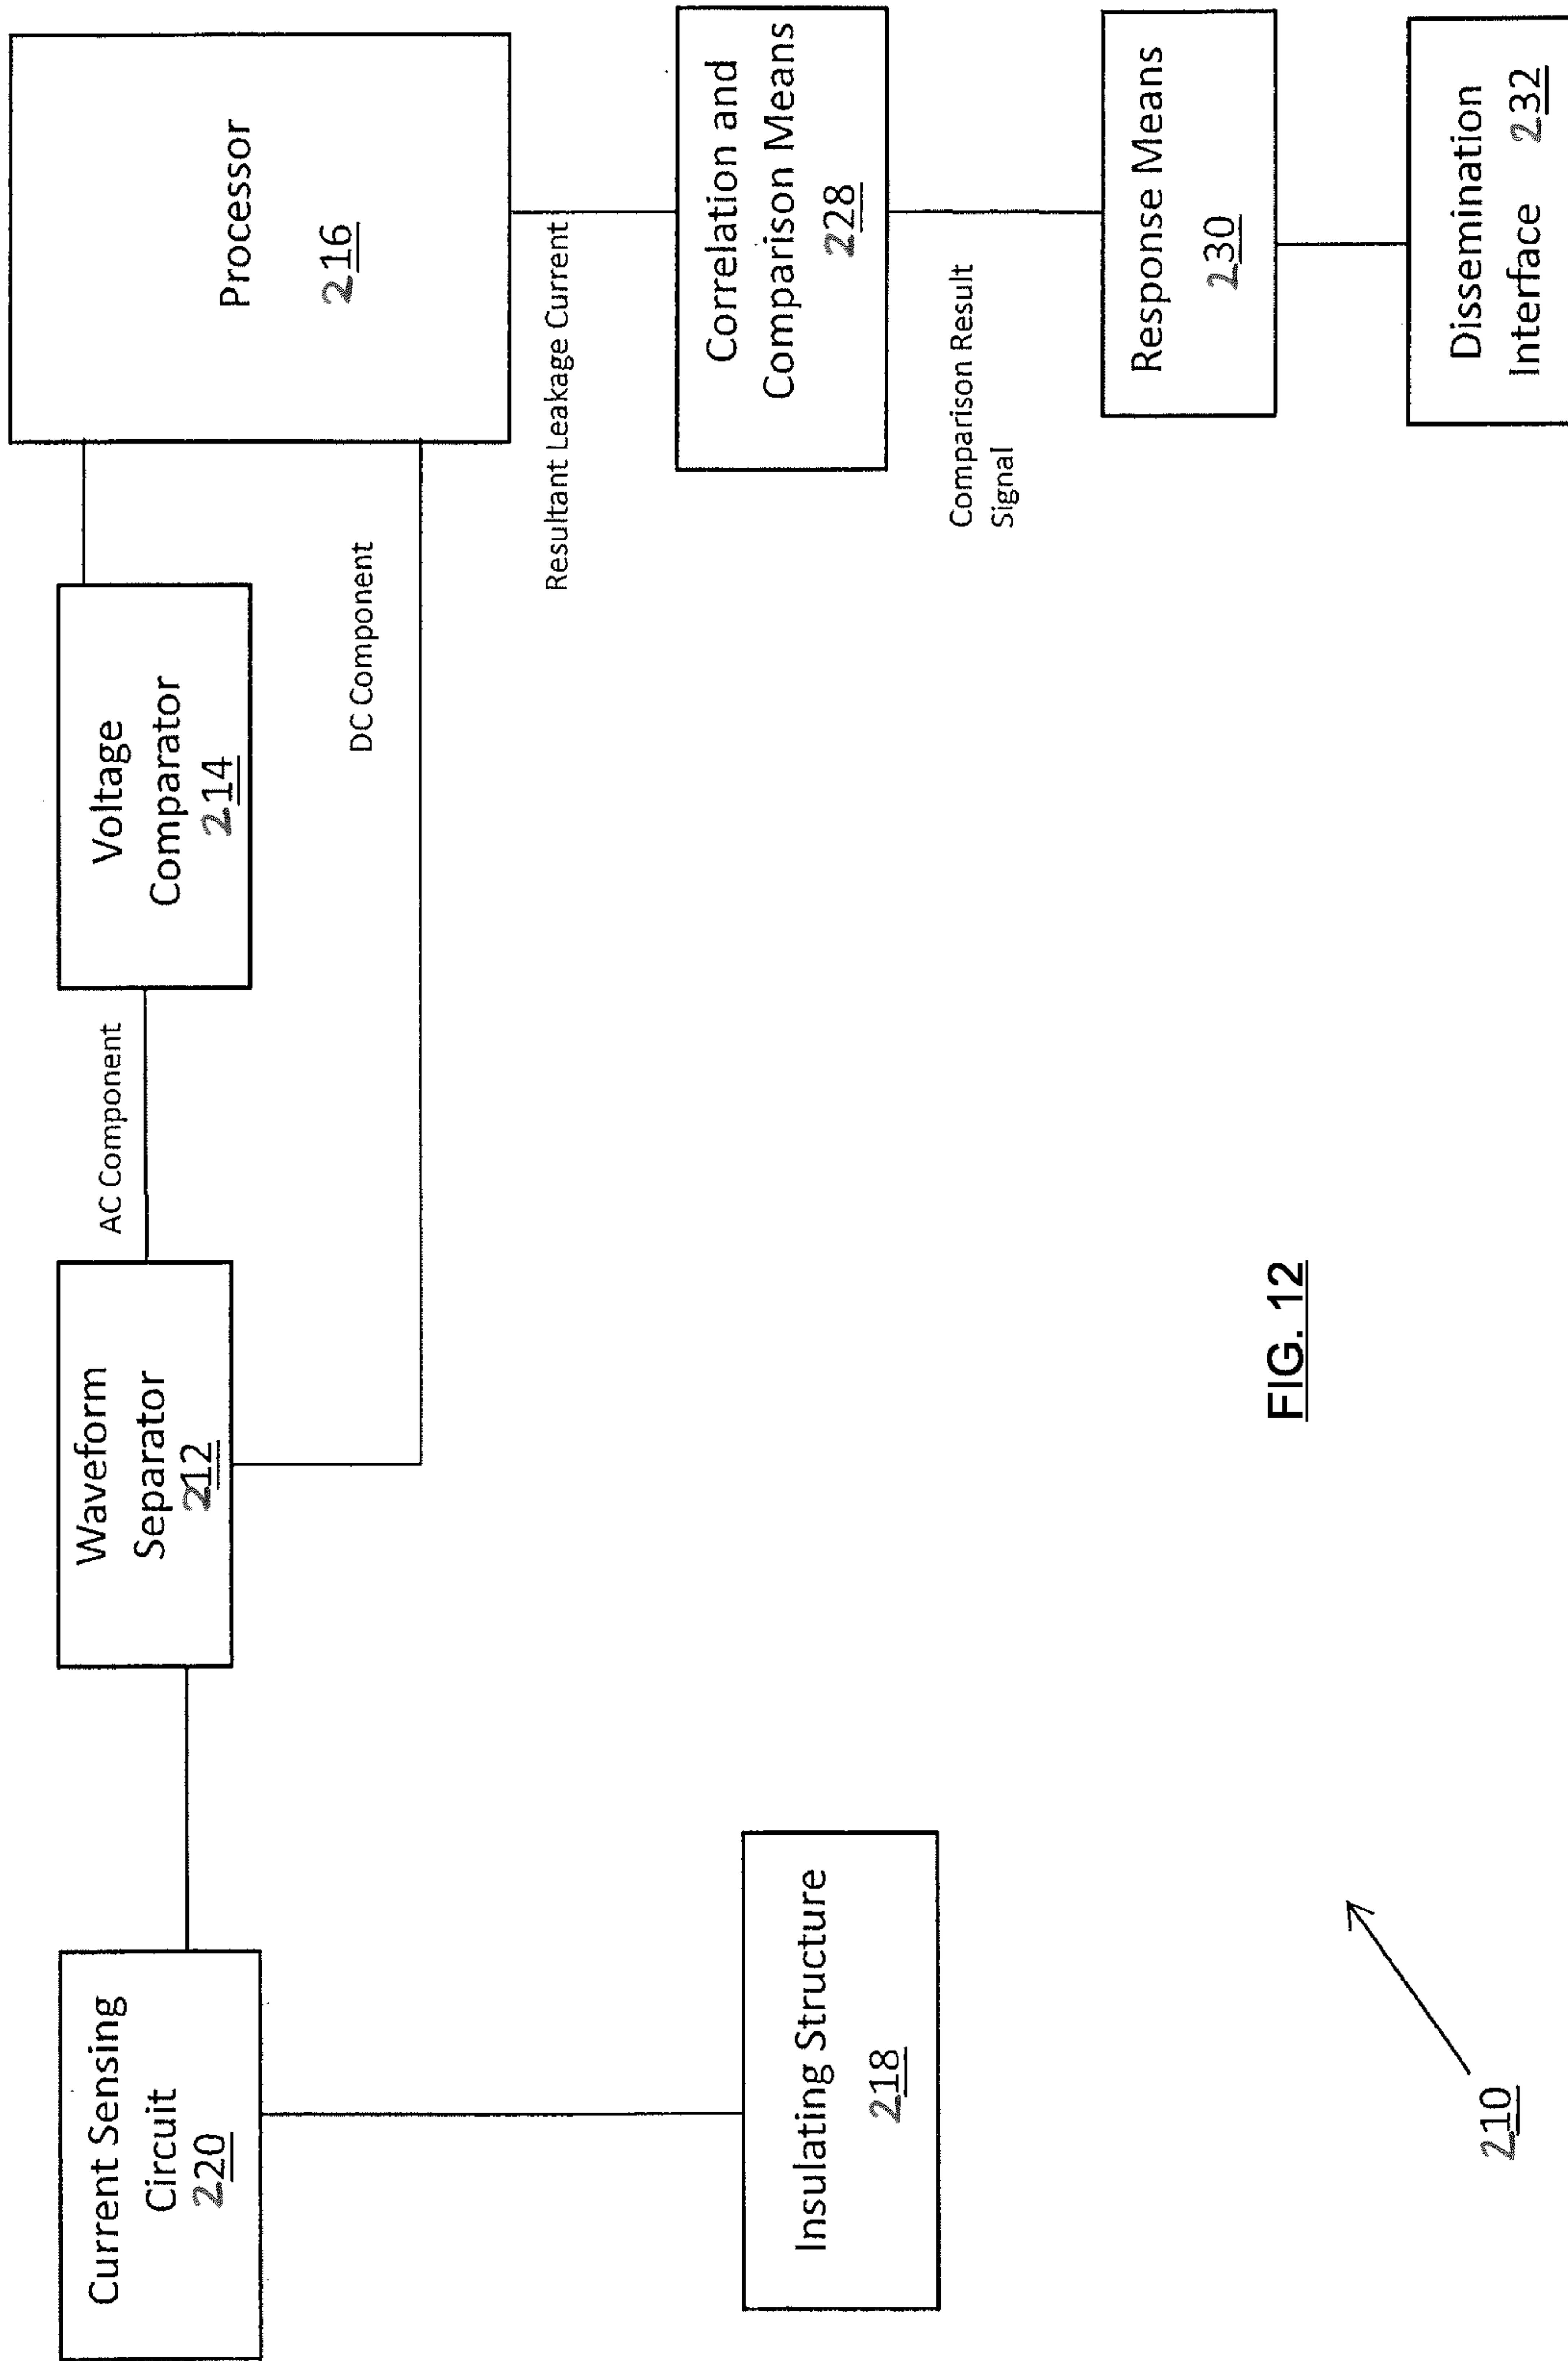 Current Sensing
Circuit
220
Insulating Structure
218
Waveform
Separator
212
AC Component
Voltage
Comparator
214
DC Component
Processor
216
Resultant Leakage Current
Correlation and
Comparison Means
228
Comparison Result
Signal
Response Means
230
Dissemination
Interface 232
210
FIG. 12